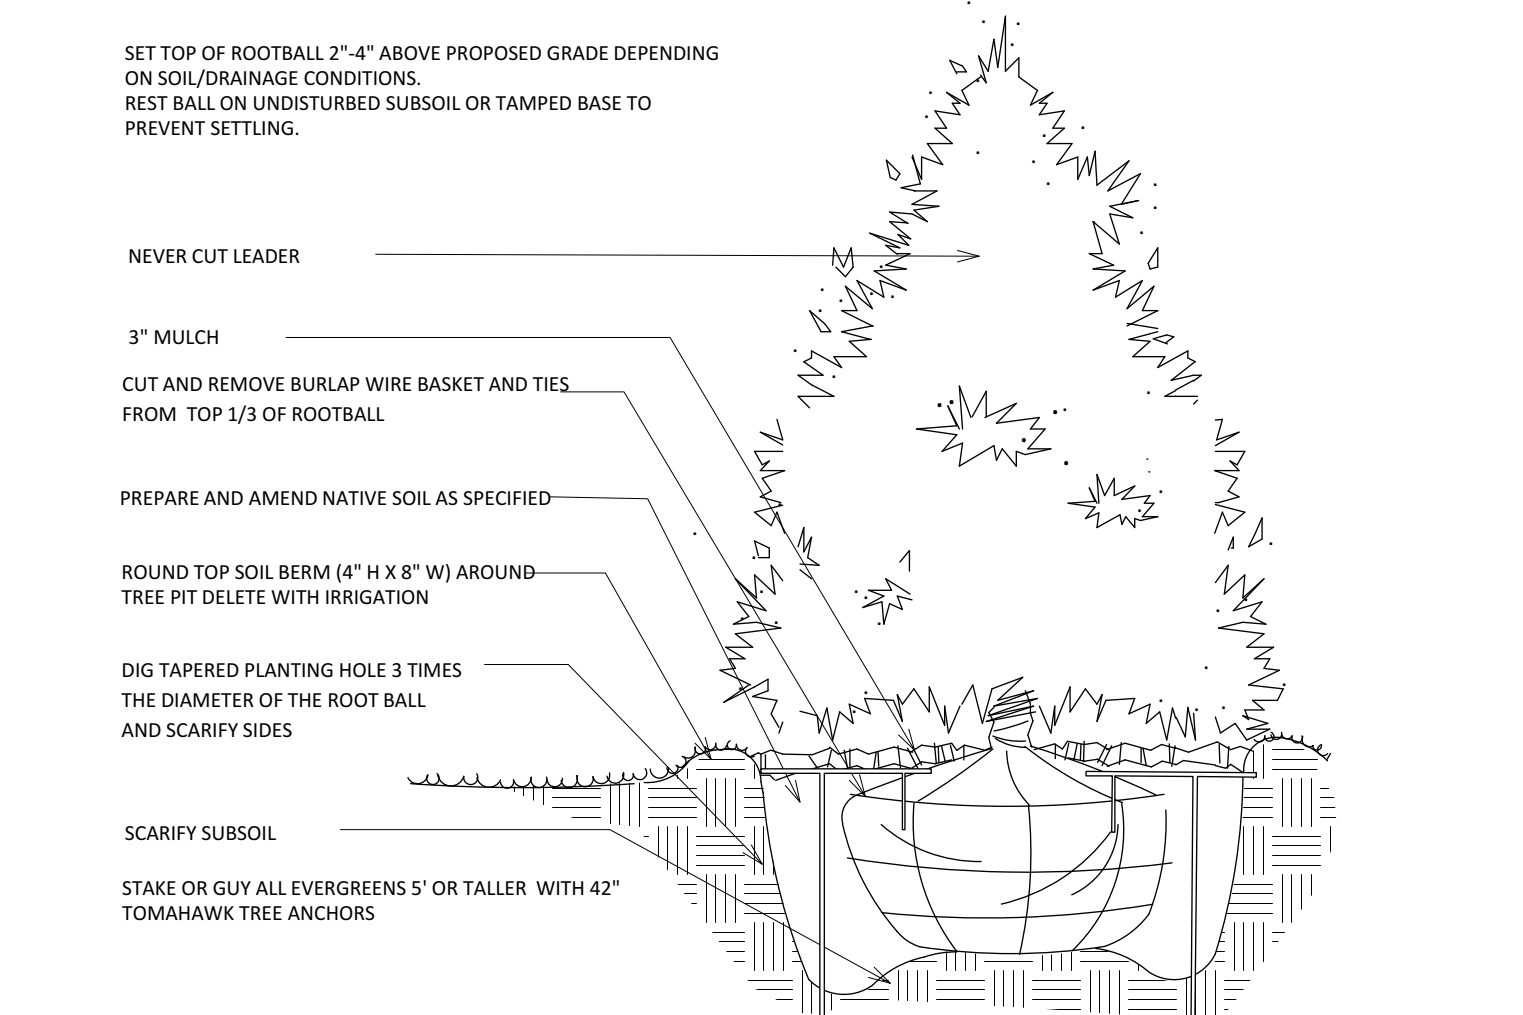 SET TOP OF ROOTBALL 2"-4" ABOVE PROPOSED GRADE DEPENDING
ON SOIL/DRAINAGE CONDITIONS.
REST BALL ON UNDISTURBED SUBSOIL OR TAMPED BASE TO
PREVENT SETTLING.
NEVER CUT LEADER
3" MULCH
CUT AND REMOVE BURLAP WIRE BASKET AND TIES
FROM TOP 1/3 OF ROOTBALL
PREPARE AND AMEND NATIVE SOIL AS SPECIFIED
ROUND TOP SOIL BERM (4" H X 8" W) AROUND
TREE PIT DELETE WITH IRRIGATION
DIG TAPERED PLANTING HOLE 3 TIMES
THE DIAMETER OF THE ROOT BALL
AND SCARIFY SIDES
SCARIFY SUBSOIL
STAKE OR GUY ALL EVERGREENS 5' OR TALLER WITH 42"
TOMAHAWK TREE ANCHORS